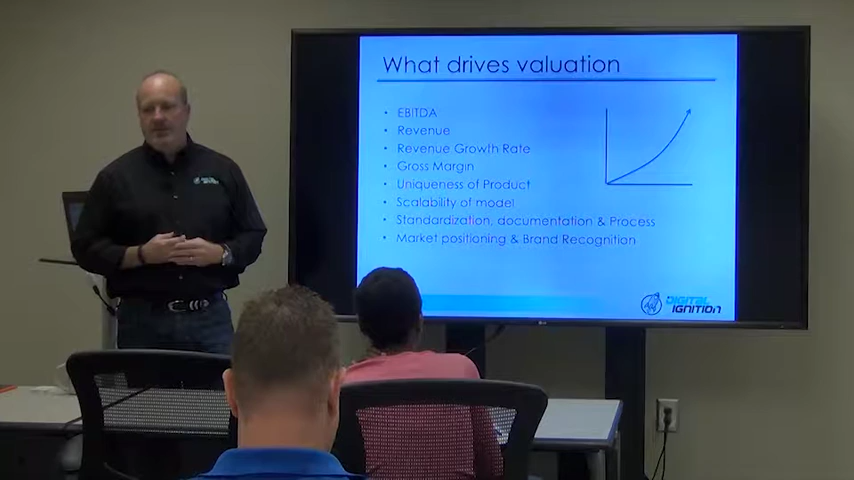 What drives valuation
• EBITDA
• Revenue
• Revenue Growth Rate
• Gross Margin
• Uniqueness of Product
• Scalability of model
• Standardization, documentation & Process
• Market positioning & Brand Recognition
DIGITAL
IGNITION